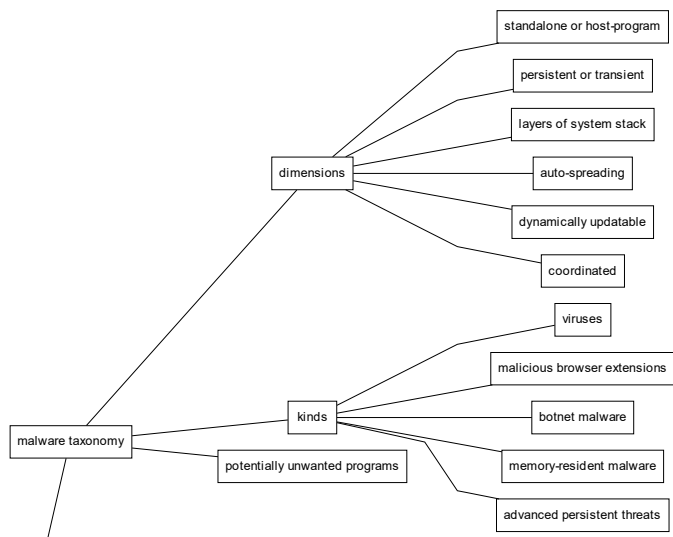 standalone or host-program
persistent or transient
layers of system stack
dimensions
auto-spreading
dynamically updatable
coordinated
viruses
malicious browser extensions
kinds
botnet malware
malware taxonomy
potentially unwanted programs
memory-resident malware
advanced persistent threats